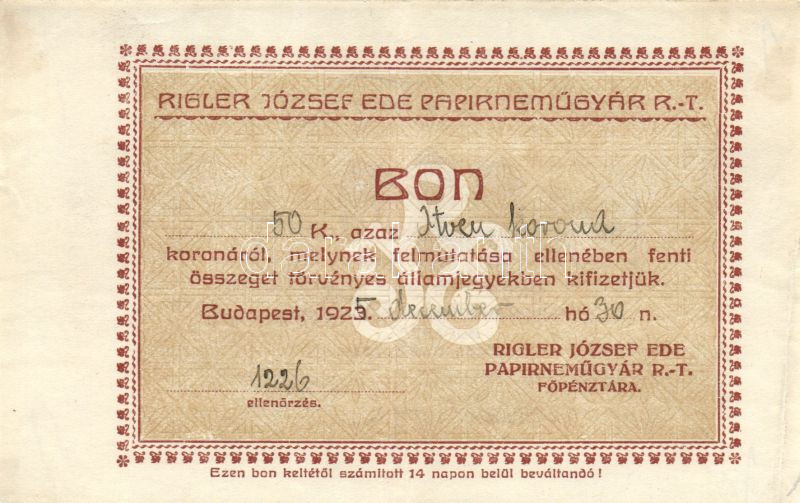 RIGLER JÓZSEF EDE PAPIRNEMŰGYÁR R.-T.
BON
50 K., azaz Ötven korona
koronáról, melynek felmutatása ellenében fenti
összeget törvényes államjegyekben kifizetjük.
Budapest, 1925. december hó 30 n.
RIGLER JÓZSEF EDE
PAPIRNEMŰGYÁR R.-T.
FŐPÉNZTÁRA.
1226
ellenőrzés.
Ezen bon keltétől számitott 14 napon belül beváltandó!